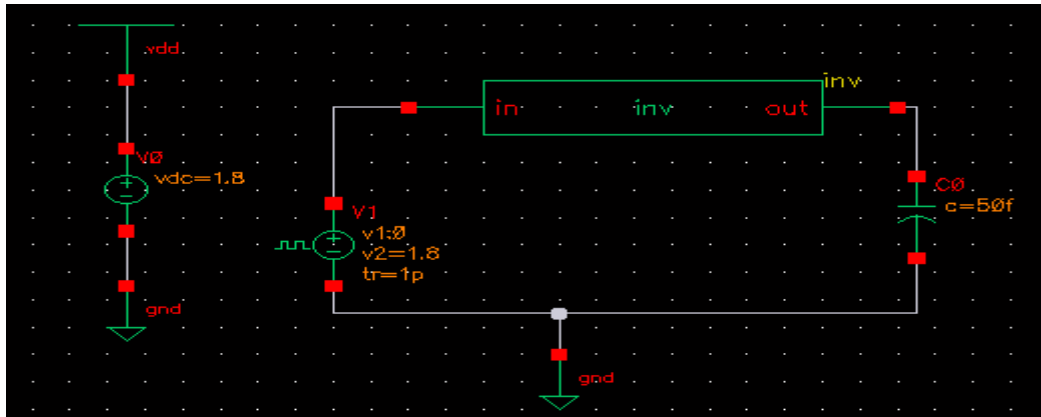 vdd
V0
vdc=1.8
gnd
inv
in inv out
V1
v1:0
v2=1.8
tr=1p
C0
c=50f
gnd